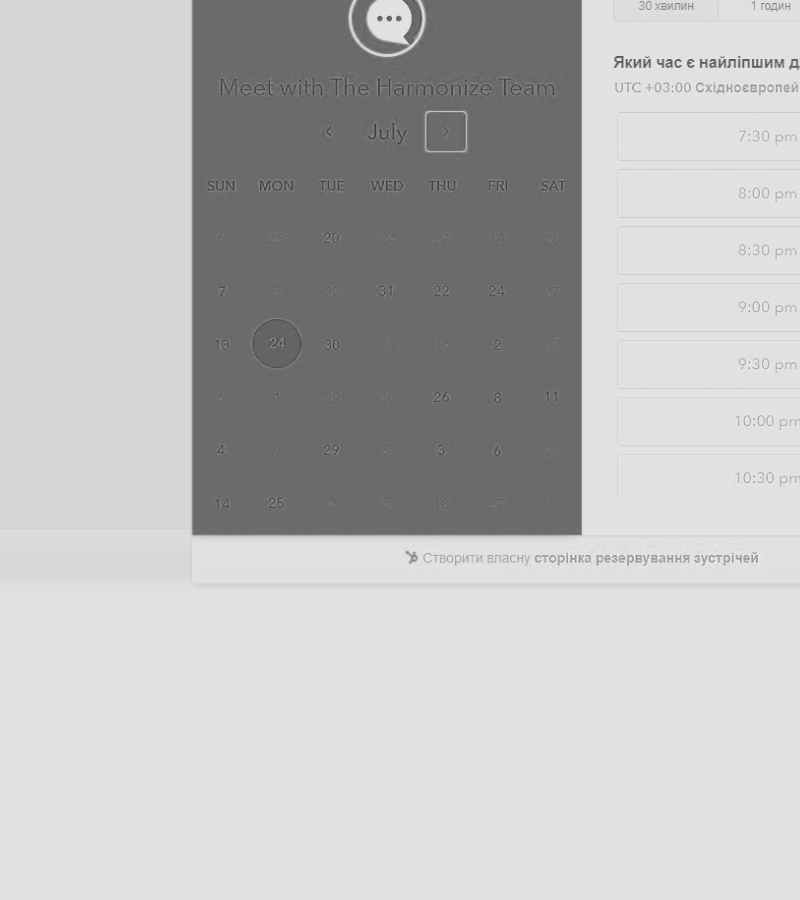 30 хвилин
1 годин
Meet with The Harmonize Team
July
SUN MON TUE WED THU FRI SAT
6 25 20 24 27 14 26
7 3 22 31 22 24 27
13 24 30 31 16 2 17
6 1 29 30 26 8 11
4 9 29 5 3 6 21
14 25 2 5 18 27 8
Який час є найліпшим д
UTC +03:00 Східноєвропей
7:30 pm
8:00 pm
8:30 pm
9:00 pm
9:30 pm
10:00 pm
10:30 pm
Створити власну сторінка резервування зустрічей